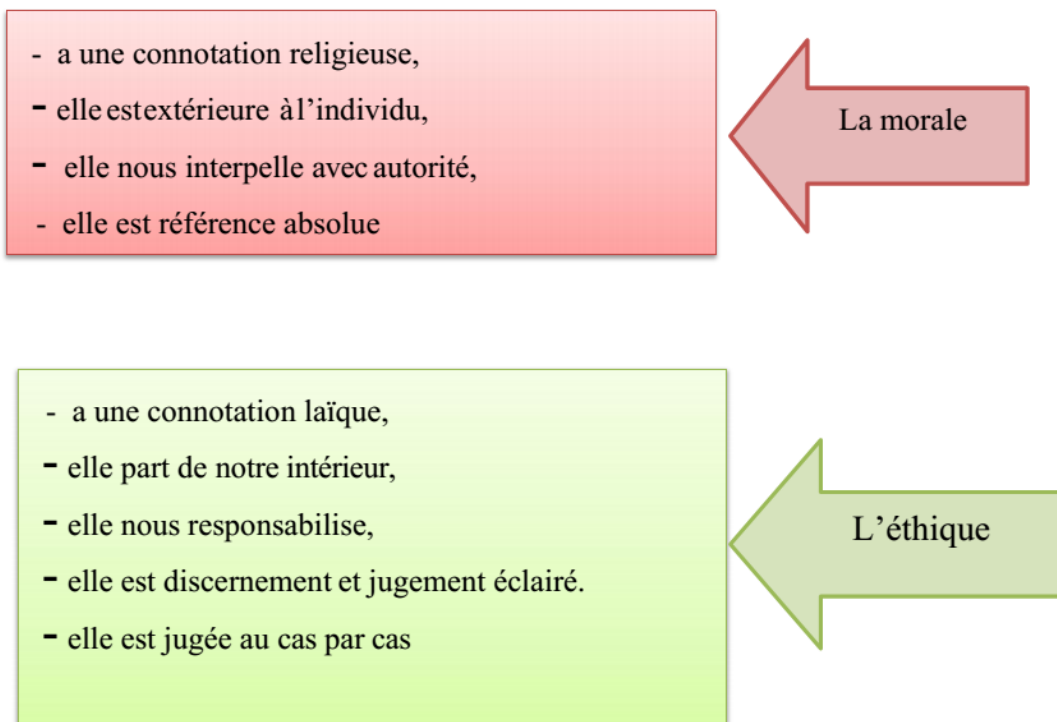 - a une connotation religieuse,
- elle est extérieure à l’individu,
- elle nous interpelle avec autorité,
- elle est référence absolue
La morale
- a une connotation laïque,
- elle part de notre intérieur,
- elle nous responsabilise,
- elle est discernement et jugement éclairé.
- elle est jugée au cas par cas
L’éthique